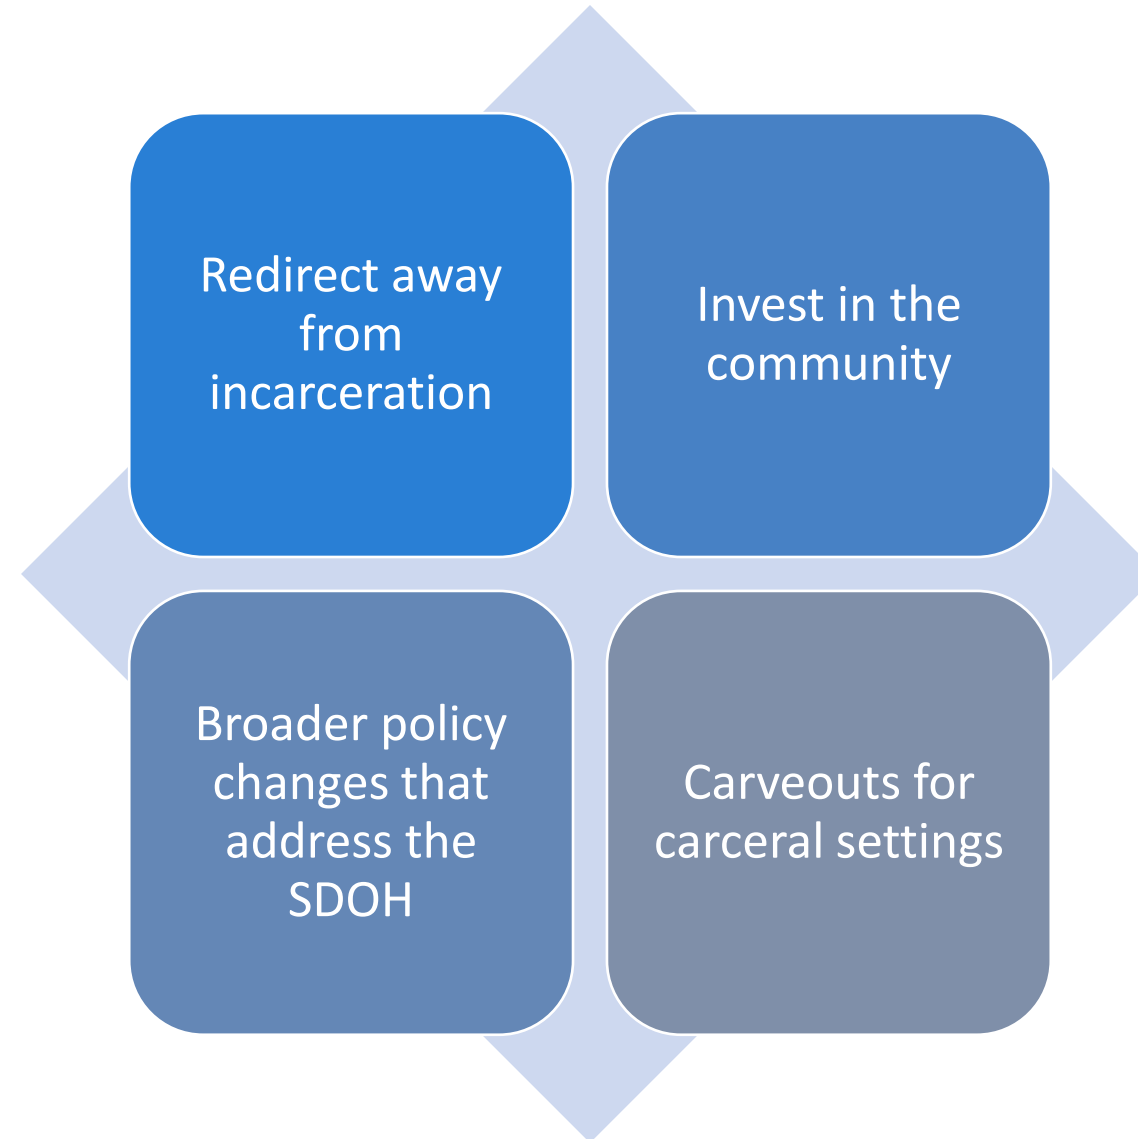 Redirect away
from
incarceration
Invest in the
community
Broader policy
changes that
address the
SDOH
Carveouts for
carceral settings